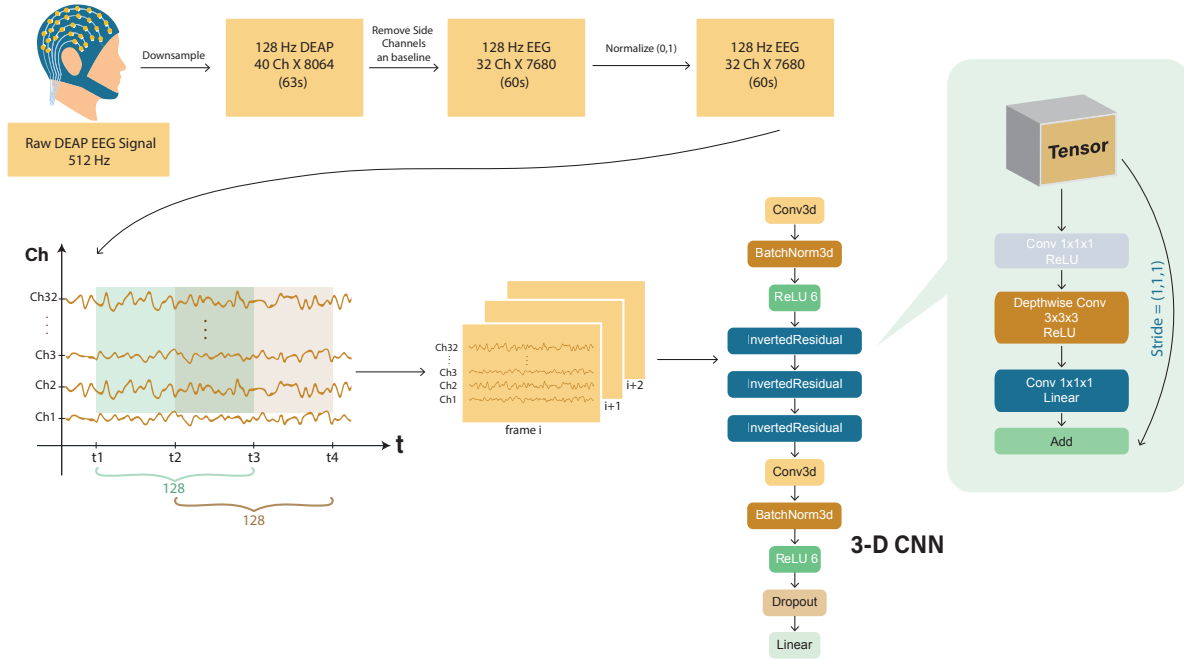 Raw DEAP EEG Signal
512 Hz
Downsample
128 Hz DEAP
40 Ch X 8064
(63s)
Remove Side
Channels
an baseline
128 Hz EEG
32 Ch X 7680
(60s)
Normalize (0,1)
128 Hz EEG
32 Ch X 7680
(60s)
Ch
Ch32
Ch3
Ch2
Ch1
t1
t2
t3
t4
t
128
128
Ch32
Ch3
Ch2
Ch1
frame i
i+1
i+2
Conv3d
BatchNorm3d
ReLU 6
InvertedResidual
InvertedResidual
InvertedResidual
Conv3d
BatchNorm3d
ReLU 6
Dropout
Linear
3-D CNN
Tensor
Conv 1x1x1
ReLU
Depthwise Conv
3x3x3
ReLU
Conv 1x1x1
Linear
Add
Stride = (1,1,1)